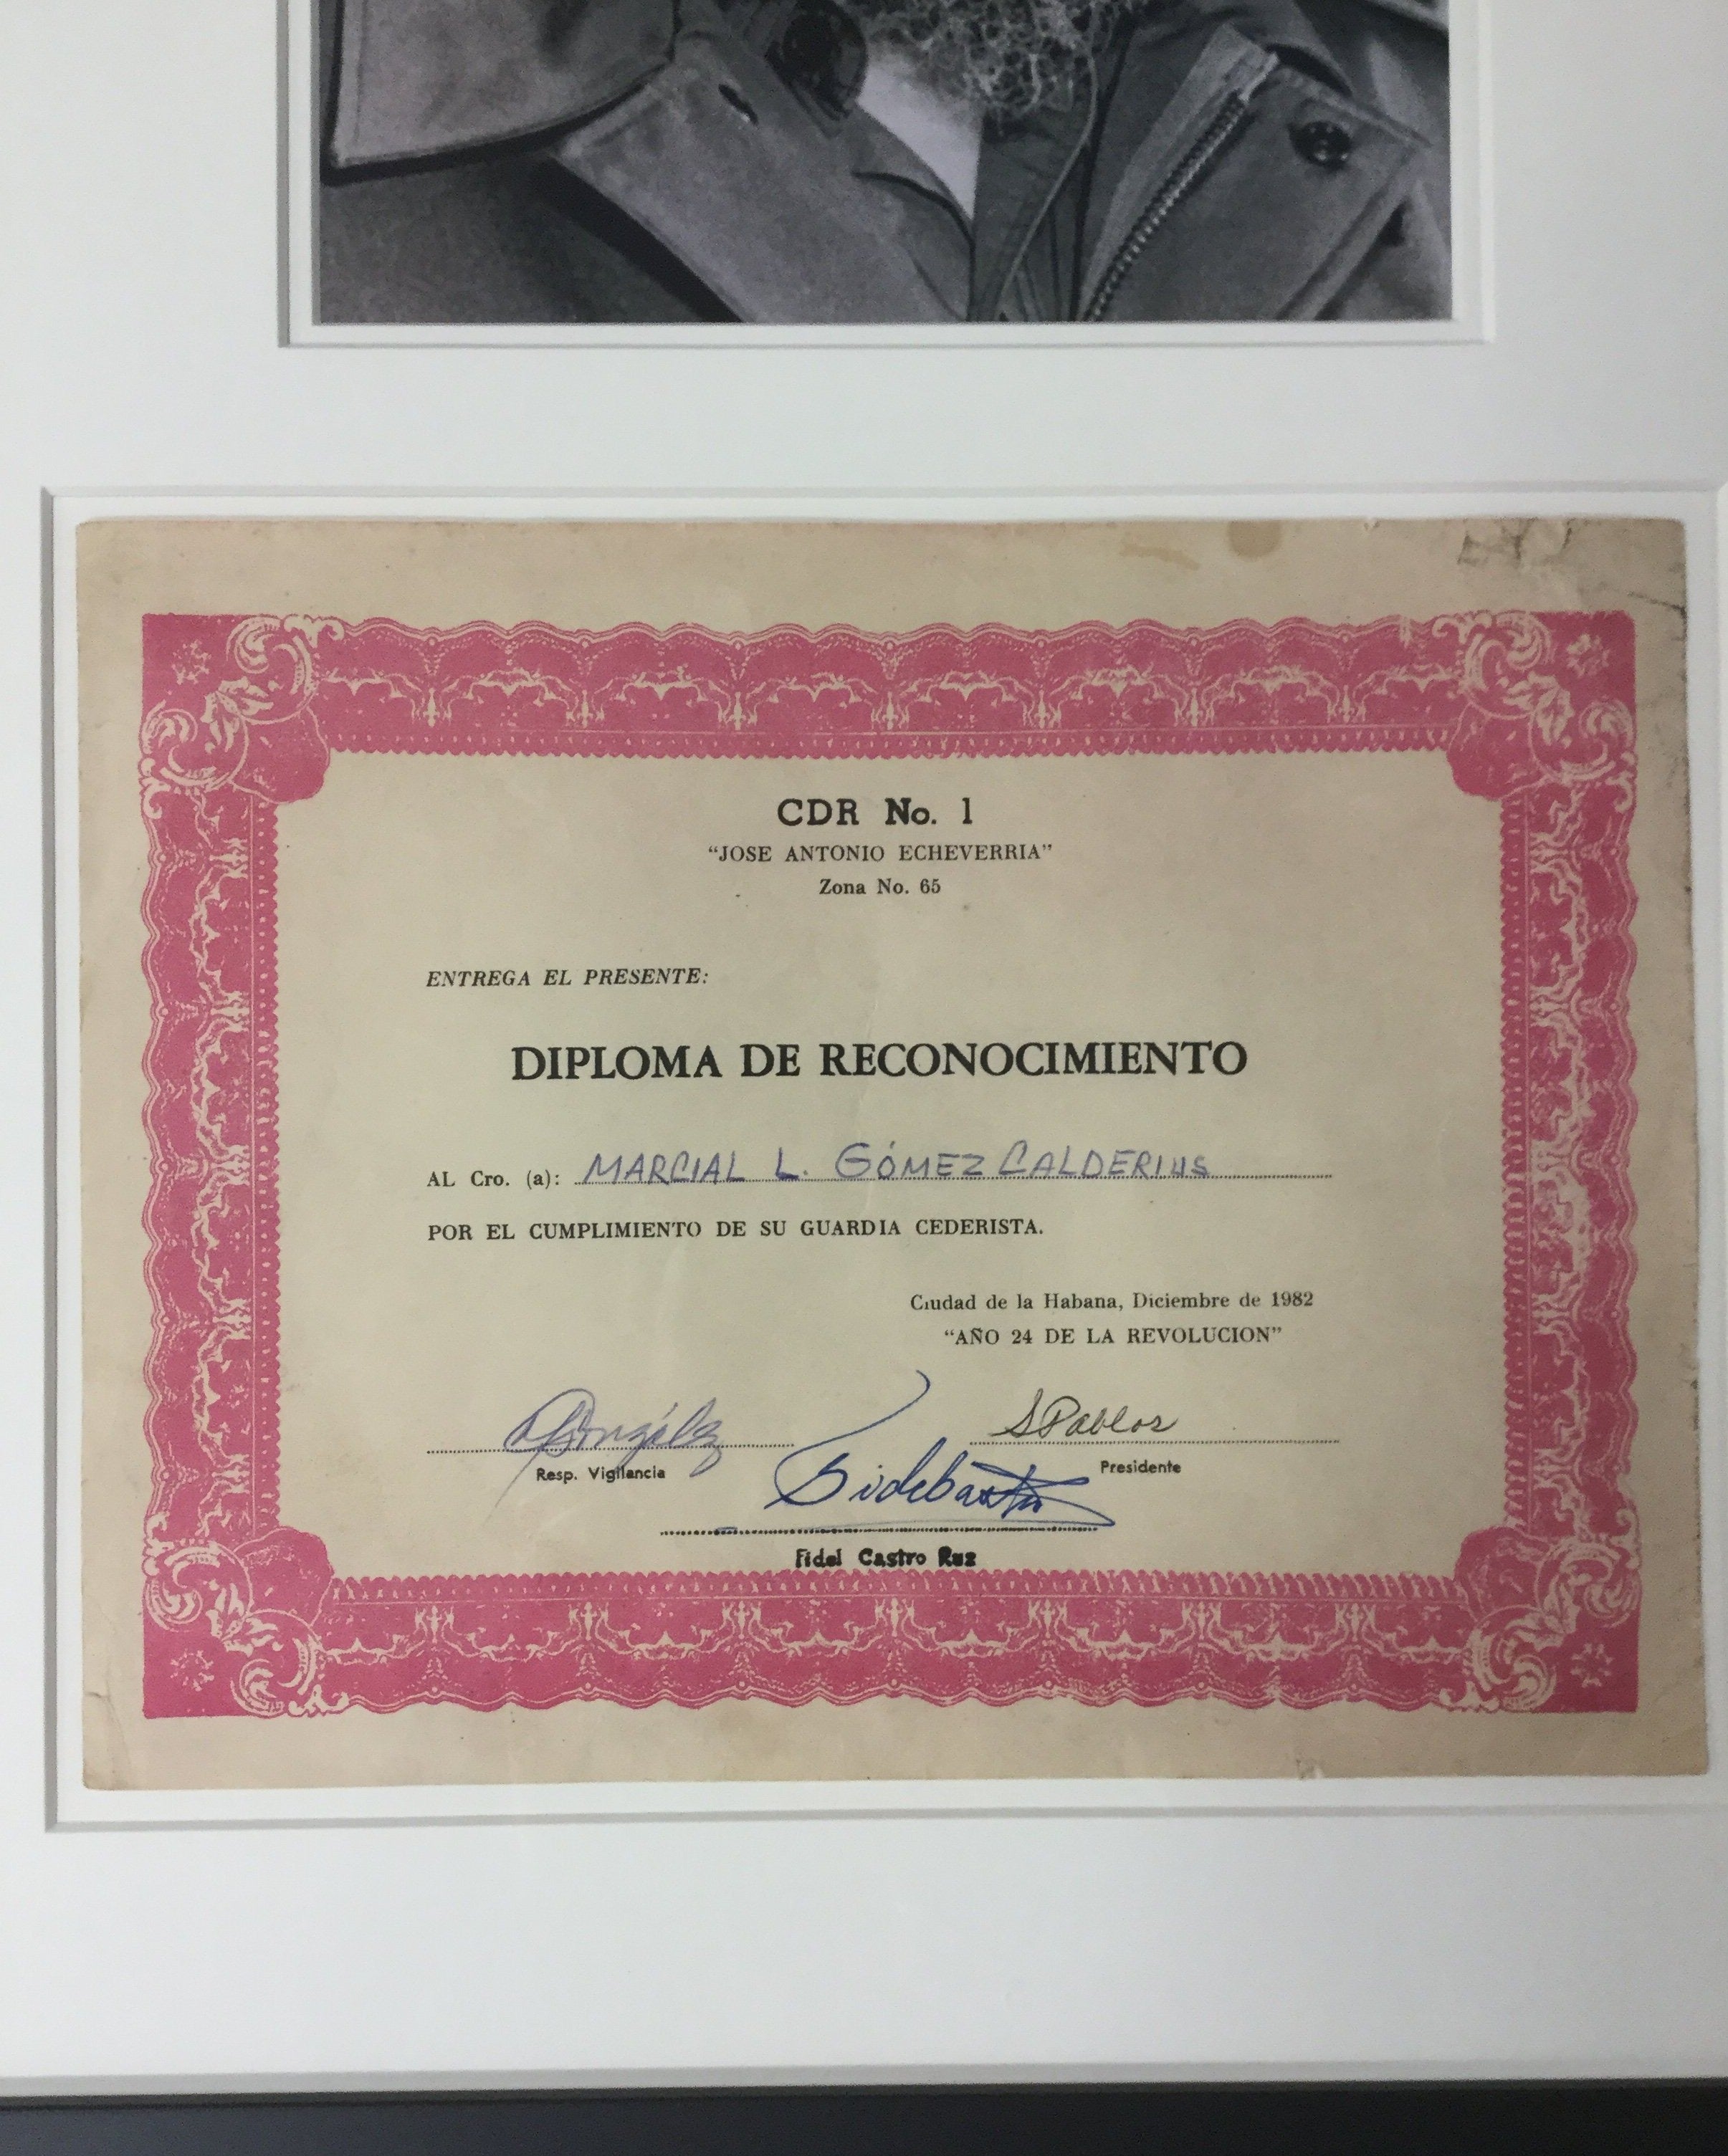 CDR No. 1
"JOSE ANTONIO ECHEVERRIA"
Zona No. 65
ENTREGA EL PRESENTE:
DIPLOMA DE RECONOCIMIENTO
AL Cro. (a): MARCIAL L. GÓMEZ CALDERIUS
POR EL CUMPLIMIENTO DE SU GUARDIA CEDERISTA.
Ciudad de la Habana, Diciembre de 1982
"AÑO 24 DE LA REVOLUCION"
González SPablos
Resp. Vigilancia Presidente
Fidel Castro Ruz